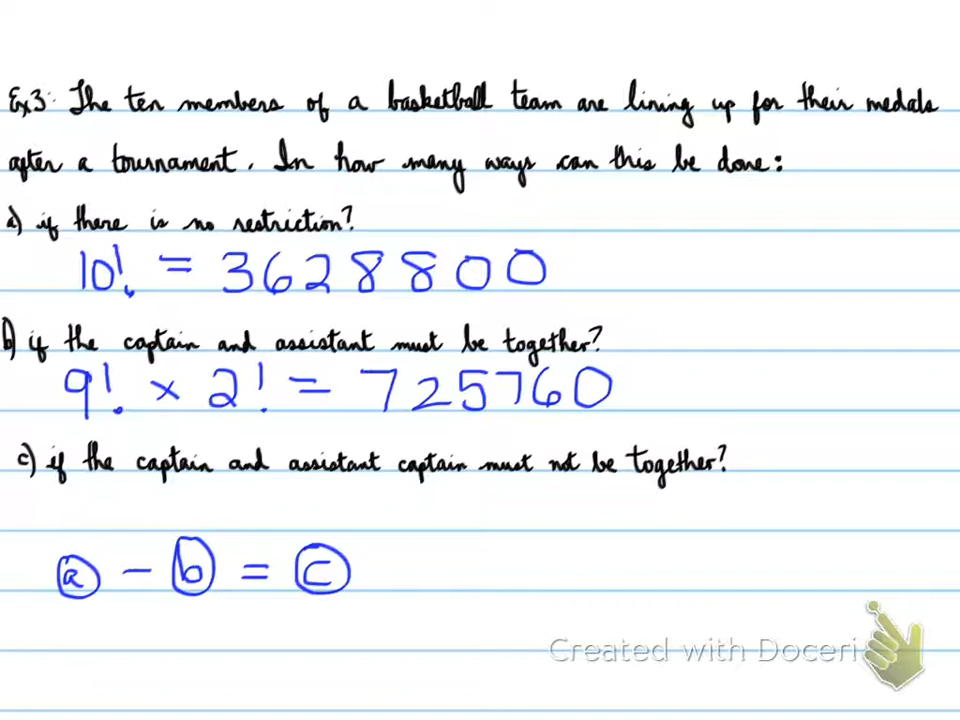 Ex3: The ten members of a basketball team are lining up for their medals
after a tournament. In how many ways can this be done:
a) if there is no restriction?
10! = 3628800
b) if the captain and assistant must be together?
9! × 2! = 725760
c) if the captain and assistant captain must not be together?
a - b = c
Created with Doceri